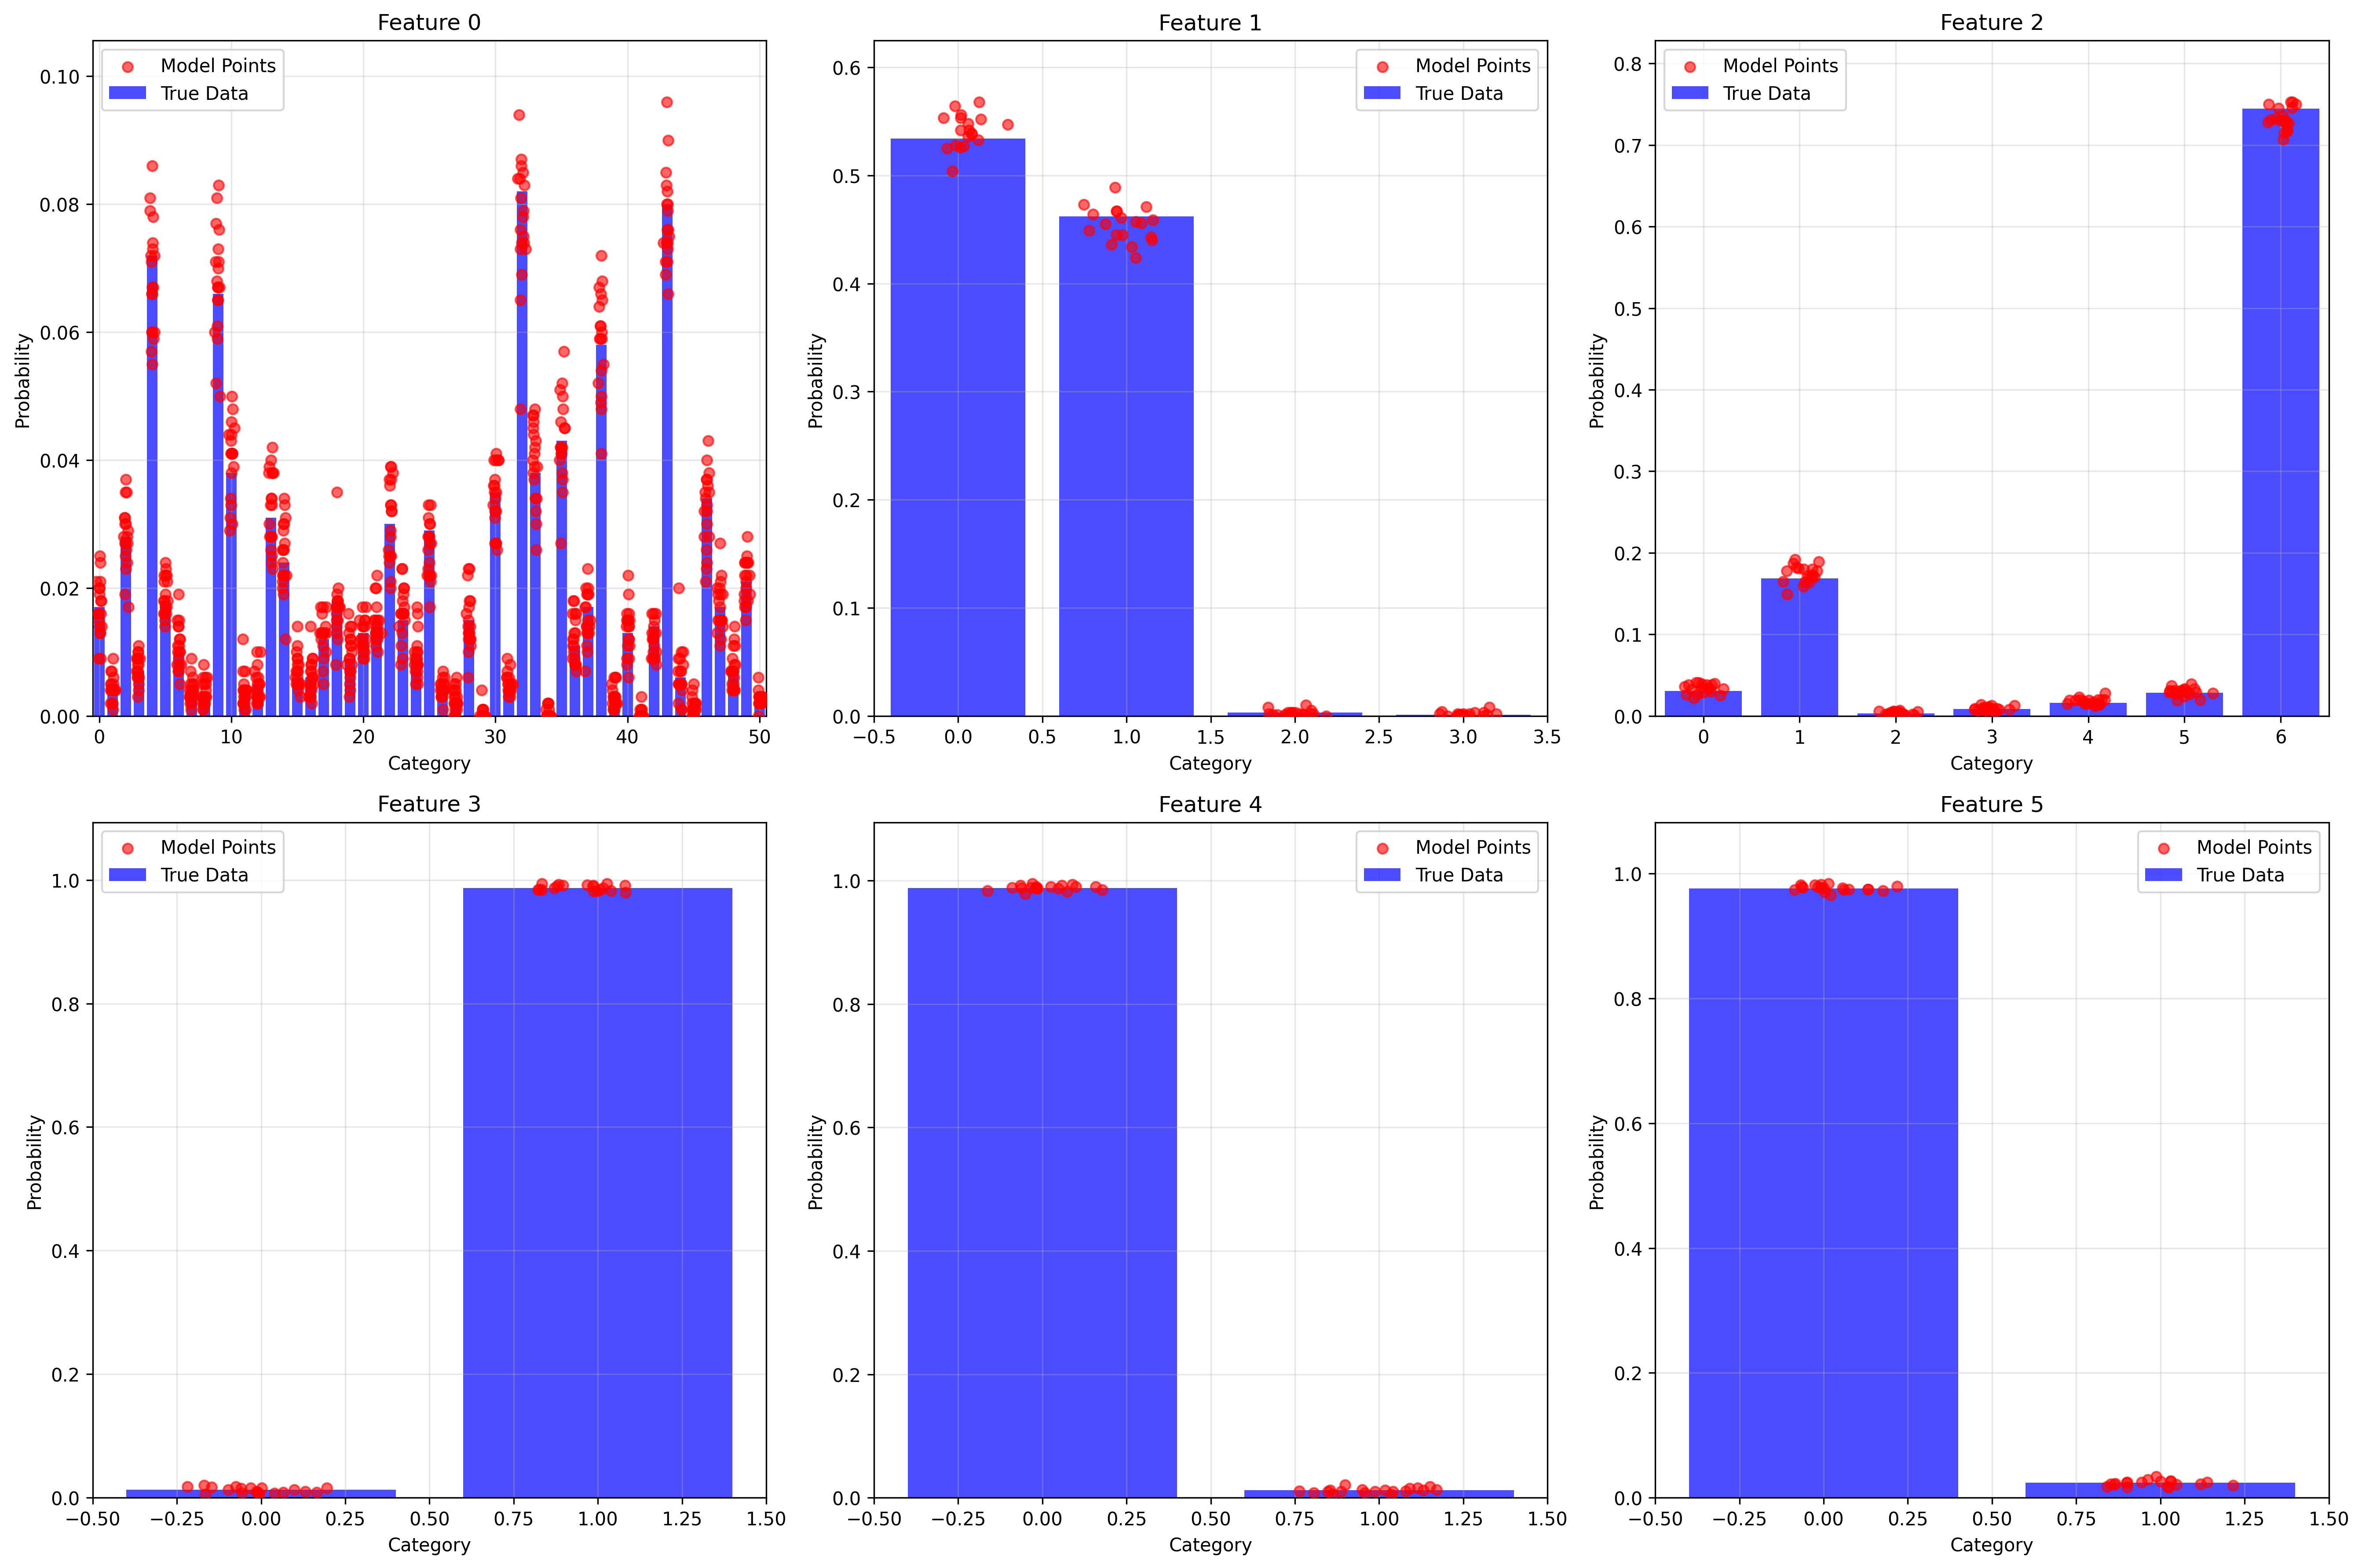 Feature 0
Model Points
True Data
0.10
0.08
0.06
0.04
0.02
0.00
Probability
0 10 20 30 40 50
Category
Feature 1
Model Points
True Data
0.6
0.5
0.4
0.3
0.2
0.1
0.0
Probability
−0.5 0.0 0.5 1.0 1.5 2.0 2.5 3.0 3.5
Category
Feature 2
Model Points
True Data
0.8
0.7
0.6
0.5
0.4
0.3
0.2
0.1
0.0
Probability
0 1 2 3 4 5 6
Category
Feature 3
Model Points
True Data
1.0
0.8
0.6
0.4
0.2
0.0
Probability
−0.50 −0.25 0.00 0.25 0.50 0.75 1.00 1.25 1.50
Category
Feature 4
Model Points
True Data
1.0
0.8
0.6
0.4
0.2
0.0
Probability
−0.50 −0.25 0.00 0.25 0.50 0.75 1.00 1.25 1.50
Category
Feature 5
Model Points
True Data
1.0
0.8
0.6
0.4
0.2
0.0
Probability
−0.50 −0.25 0.00 0.25 0.50 0.75 1.00 1.25 1.50
Category